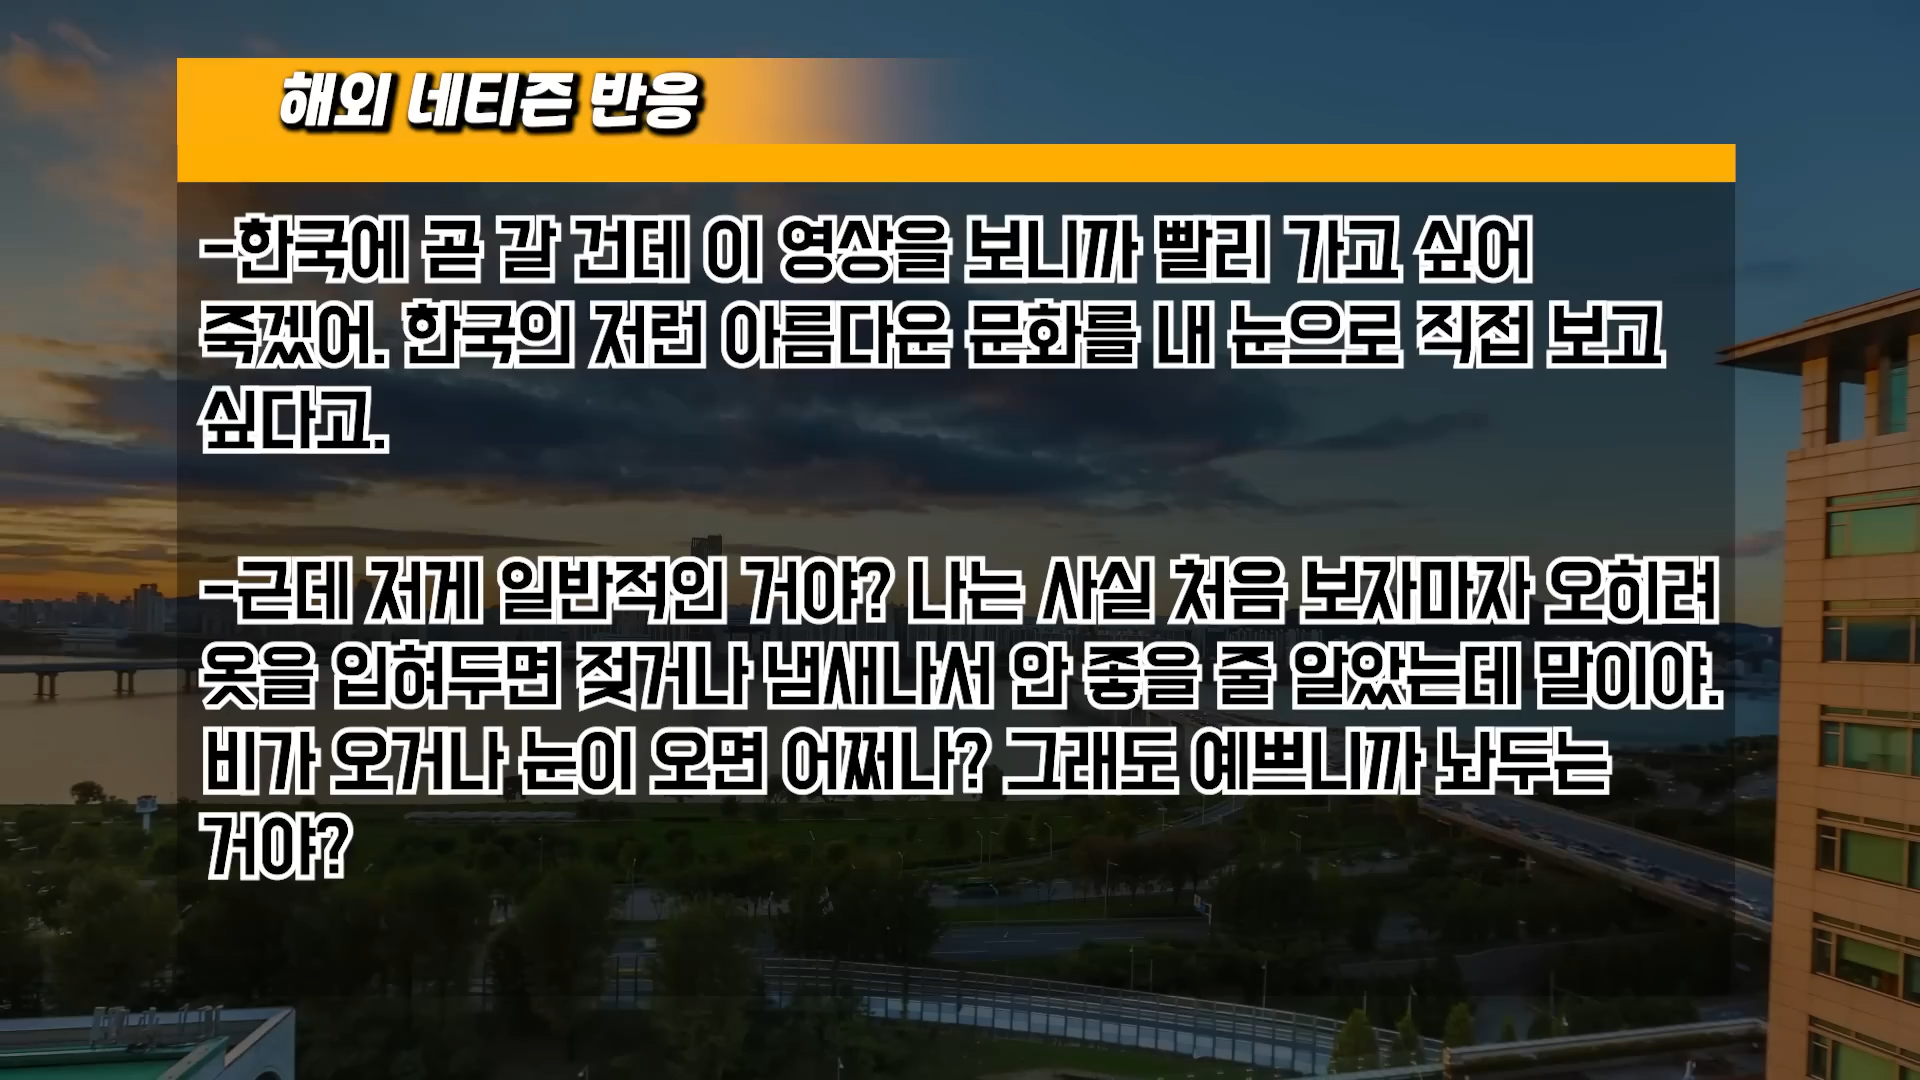 해외 네티즌 반응
-한국에 곧 갈 건데 이 영상을 보니까 빨리 가고 싶어
죽겠어. 한국의 저런 아름다운 문화를 내 눈으로 직접 보고
싶다고.
-근데 저게 일반적인 거야? 나는 사실 처음 보자마자 오히려
옷을 입혀두면 젖거나 냄새나서 안 좋을 줄 알았는데 말이야.
비가 오거나 눈이 오면 어쩌나? 그래도 예쁘니까 놔두는
거야?